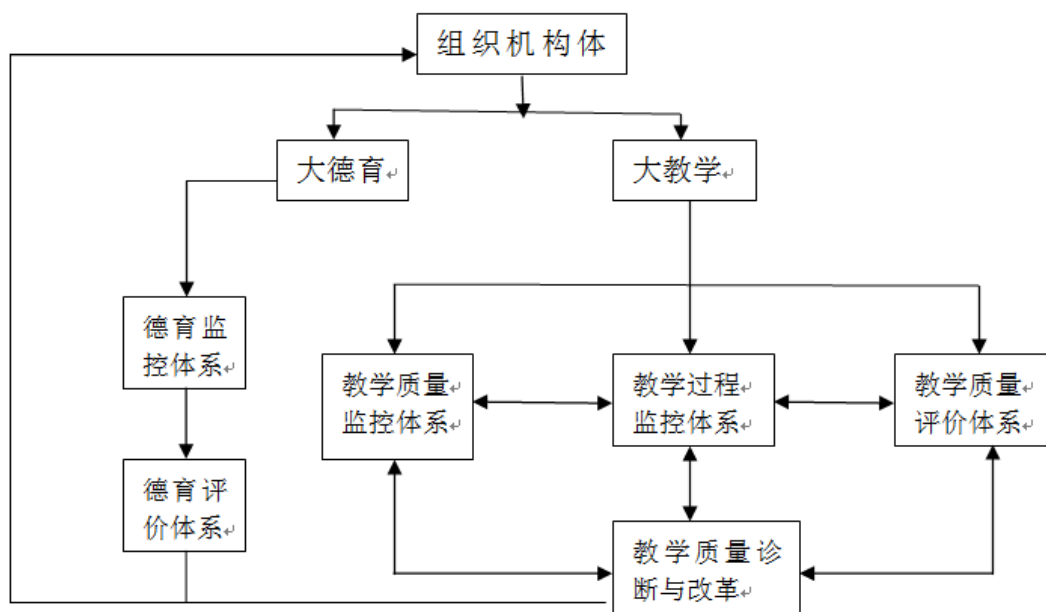 组织机构体
大德育
大教学
德育监
控体系
教学质量
监控体系
教学过程
监控体系
教学质量
评价体系
德育评
价体系
教学质量诊
断与改革